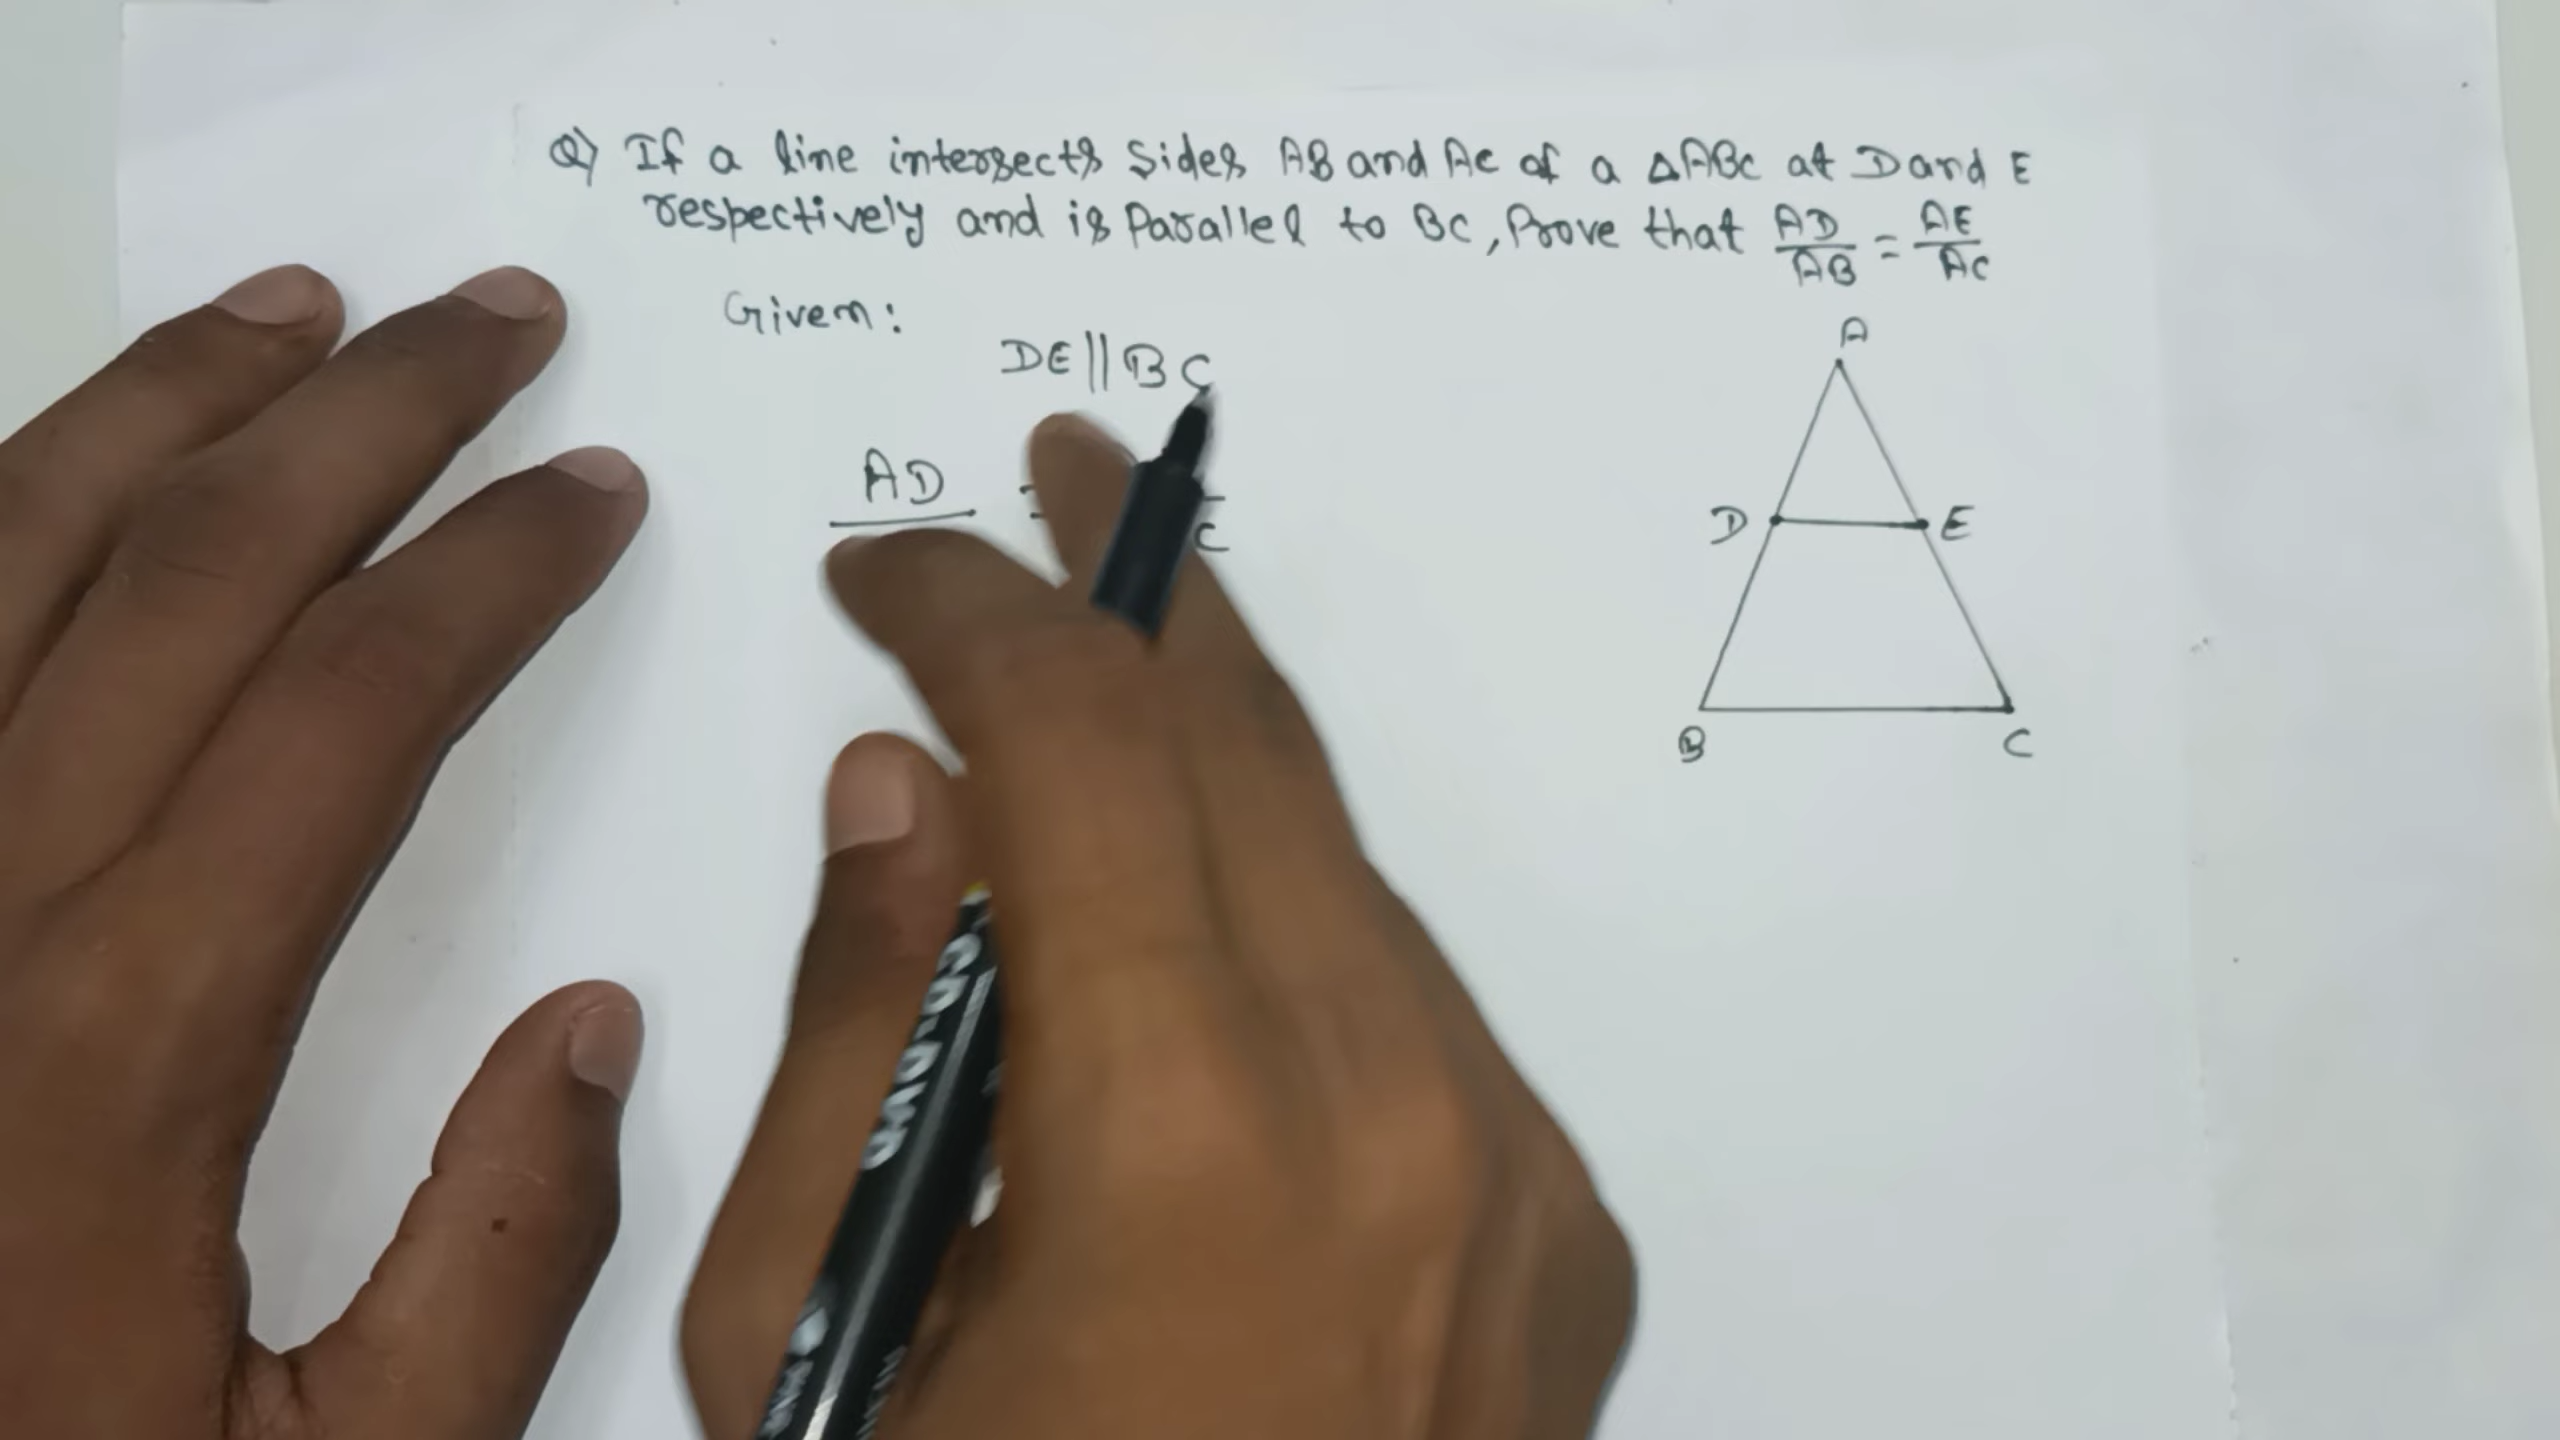 Q) If a line intersects Sides AB and AC of a △ABC at D and E
respectively and is Parallel to BC, Prove that AD/AB = AE/AC
Given:
DE || BC
AD =
C
A
D E
B C